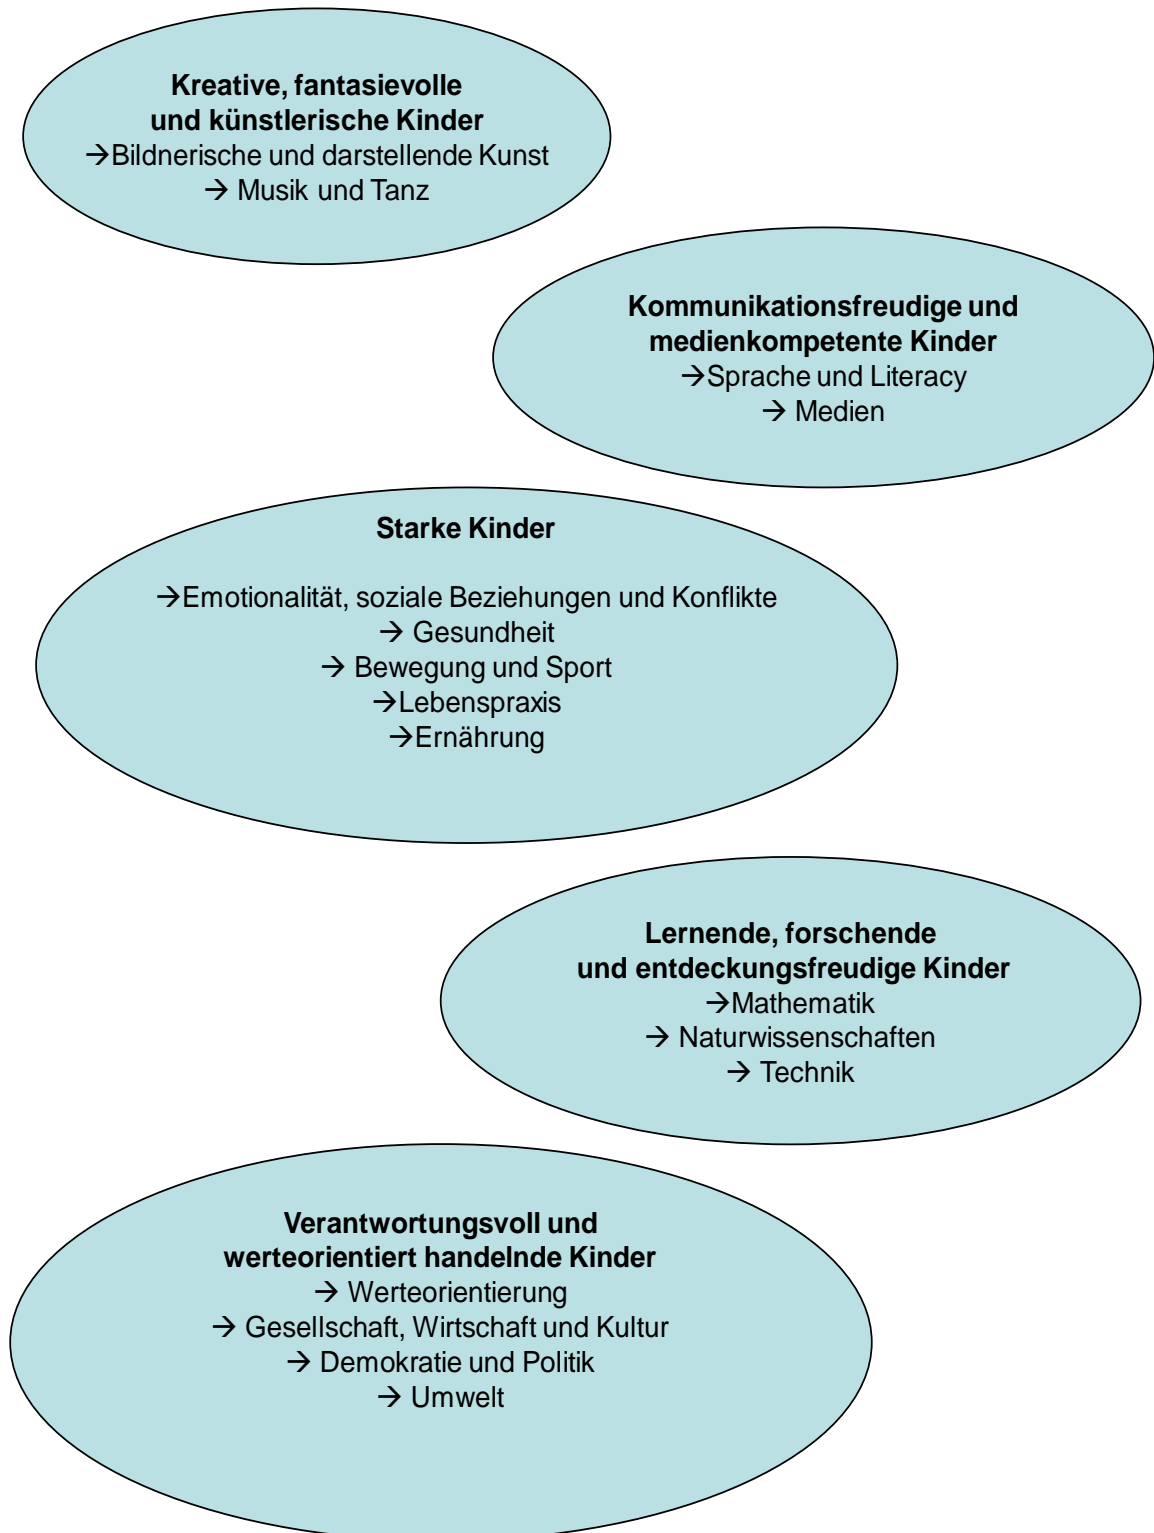 Kreative, fantasievolle
und künstlerische Kinder
→Bildnerische und darstellende Kunst
→ Musik und Tanz
Kommunikationsfreudige und
medienkompetente Kinder
→Sprache und Literacy
→ Medien
Starke Kinder
→Emotionalität, soziale Beziehungen und Konflikte
→ Gesundheit
→ Bewegung und Sport
→Lebenspraxis
→Ernährung
Lernende, forschende
und entdeckungsfreudige Kinder
→Mathematik
→ Naturwissenschaften
→ Technik
Verantwortungsvoll und
werteorientiert handelnde Kinder
→ Werteorientierung
→ Gesellschaft, Wirtschaft und Kultur
→ Demokratie und Politik
→ Umwelt